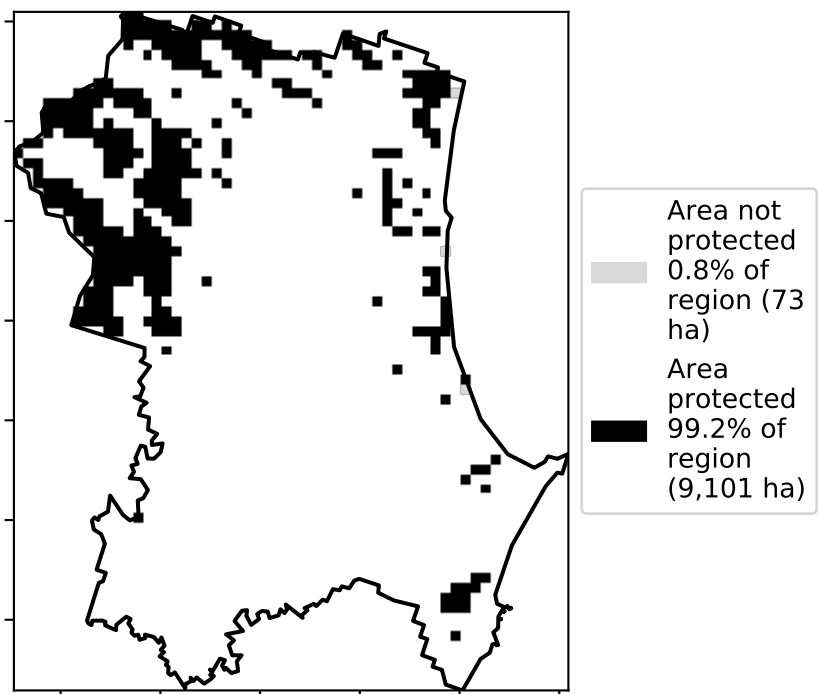 Area not
protected
0.8% of
region (73
ha)
Area
protected
99.2% of
region
(9,101 ha)